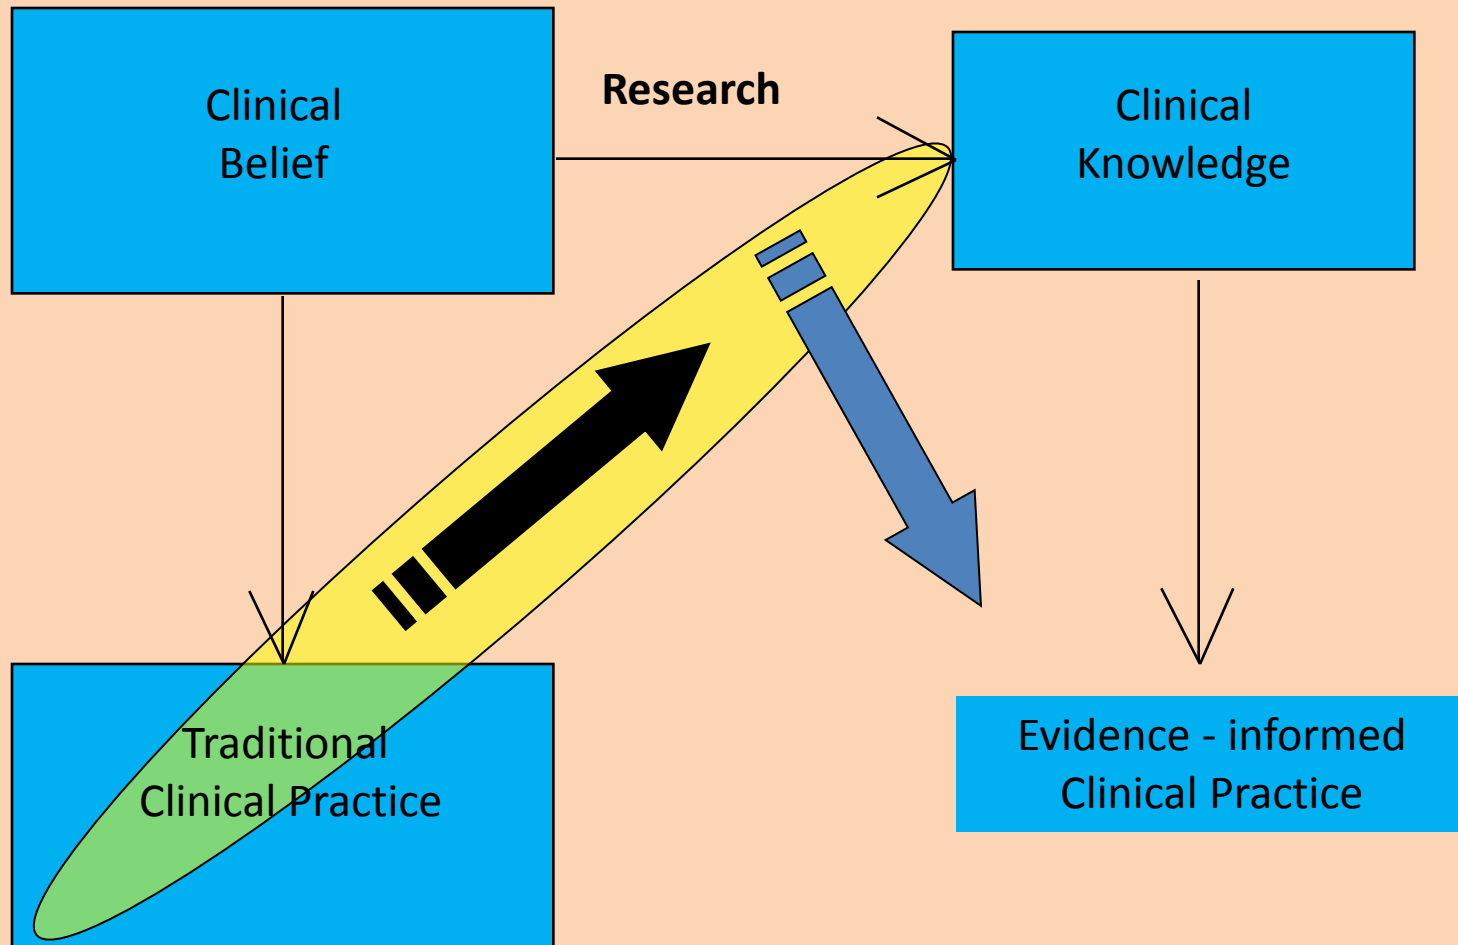 Clinical
Belief
Research
Clinical
Knowledge
Traditional
Clinical Practice
Evidence - informed
Clinical Practice